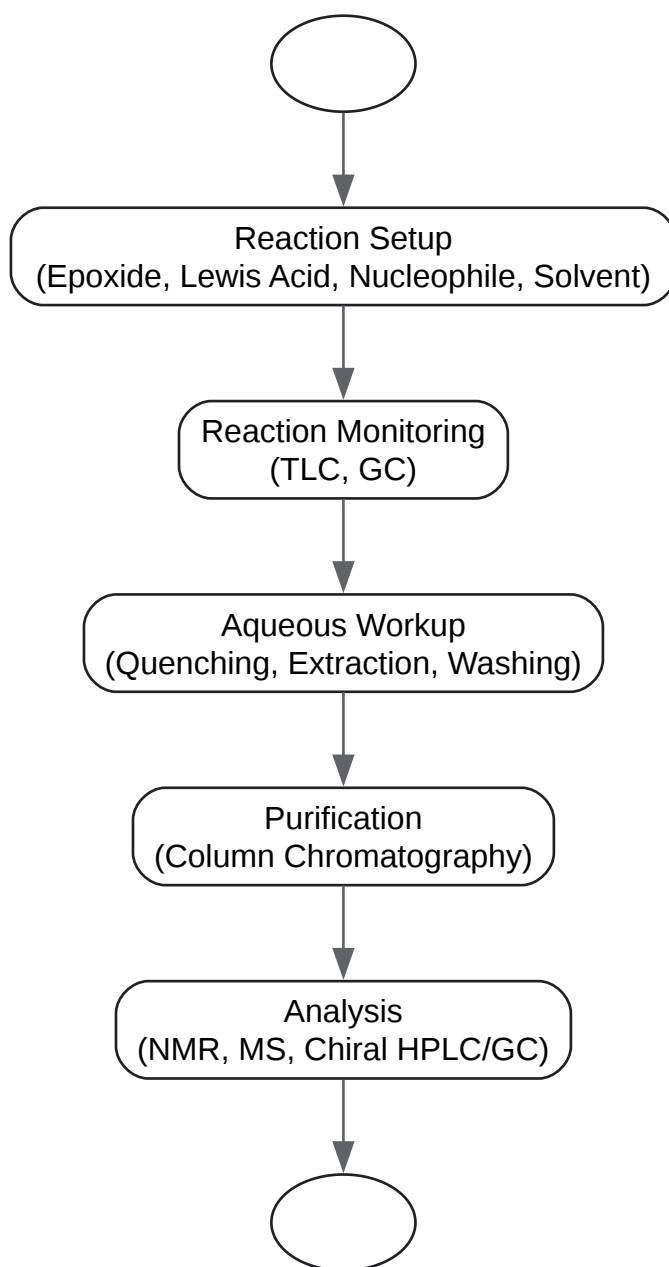 Reaction Setup
(Epoxide, Lewis Acid, Nucleophile, Solvent)
Reaction Monitoring
(TLC, GC)
Aqueous Workup
(Quenching, Extraction, Washing)
Purification
(Column Chromatography)
Analysis
(NMR, MS, Chiral HPLC/GC)